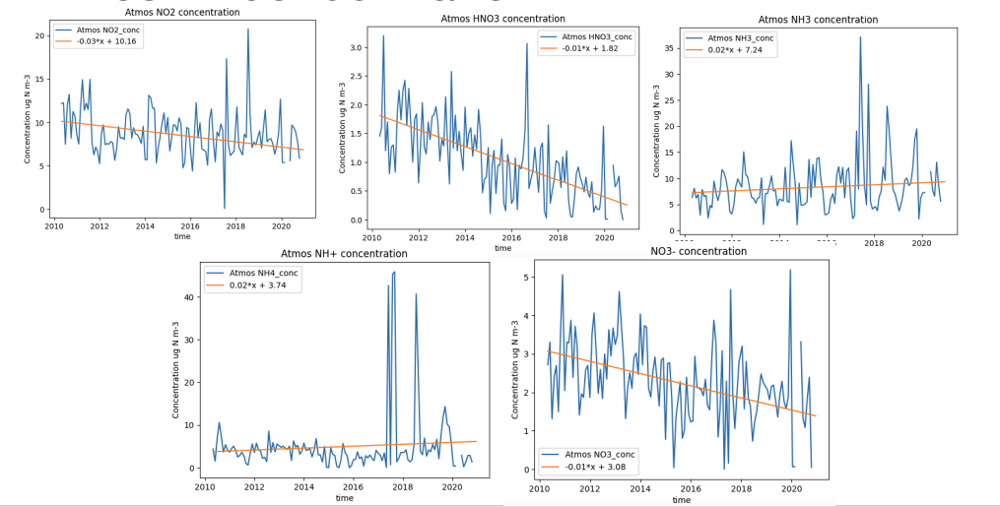 Atmos NO2 concentration
Atmos NO2_conc
-0.03*x + 10.16
Concentration ug N m-3
20
15
10
5
0
2010 2012 2014 2016 2018 2020
time
Atmos HNO3 concentration
Atmos HNO3_conc
-0.01*x + 1.82
Concentration ug N m-3
3.0
2.5
2.0
1.5
1.0
0.5
0.0
2010 2012 2014 2016 2018 2020
time
Atmos NH3 concentration
Atmos NH3_conc
0.02*x + 7.24
Concentration ug N m-3
35
30
25
20
15
10
5
0
2018 2020
Atmos NH+ concentration
Atmos NH4_conc
0.02*x + 3.74
Concentration ug N m-3
40
30
20
10
0
2010 2012 2014 2016 2018 2020
time
NO3- concentration
Atmos NO3_conc
-0.01*x + 3.08
Concentration ug N m-3
5
4
3
2
1
0
2010 2012 2014 2016 2018 2020
time